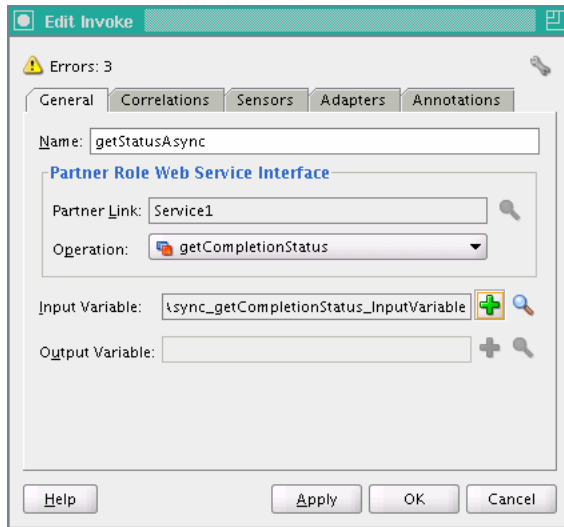 Edit Invoke
Errors: 3
General Correlations Sensors Adapters Annotations
Name: getStatusAsync
Partner Role Web Service Interface
Partner Link: Service1
Operation: getCompletionStatus
Input Variable: sync_getCompletionStatus_InputVariable
Output Variable:
Help Apply OK Cancel